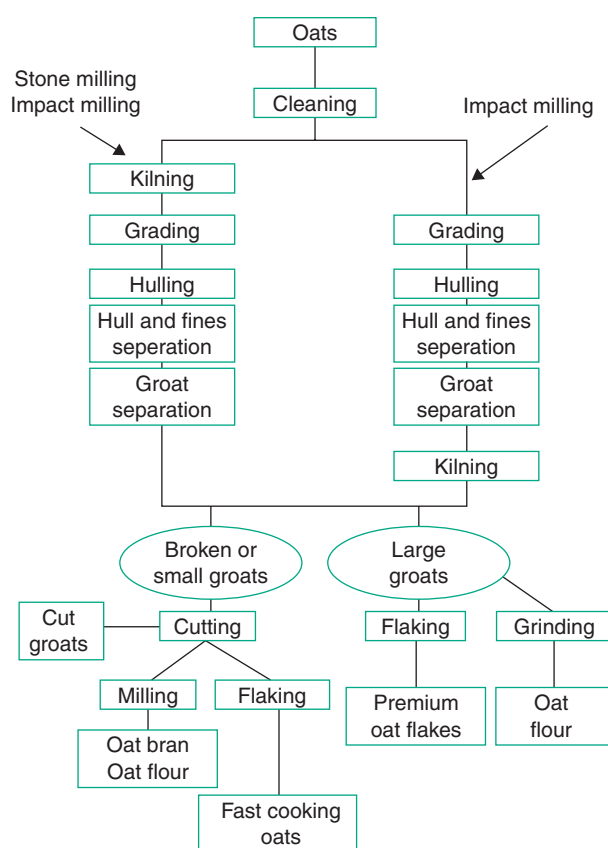 Oats
Stone milling
Impact milling
Cleaning
Impact milling
Kilning
Grading
Hulling
Hull and fines
seperation
Groat
separation
Grading
Hulling
Hull and fines
seperation
Groat
separation
Kilning
Broken or
small groats
Large
groats
Cut
groats
Cutting
Flaking
Grinding
Milling
Flaking
Premium
oat flakes
Oat
flour
Oat bran
Oat flour
Fast cooking
oats